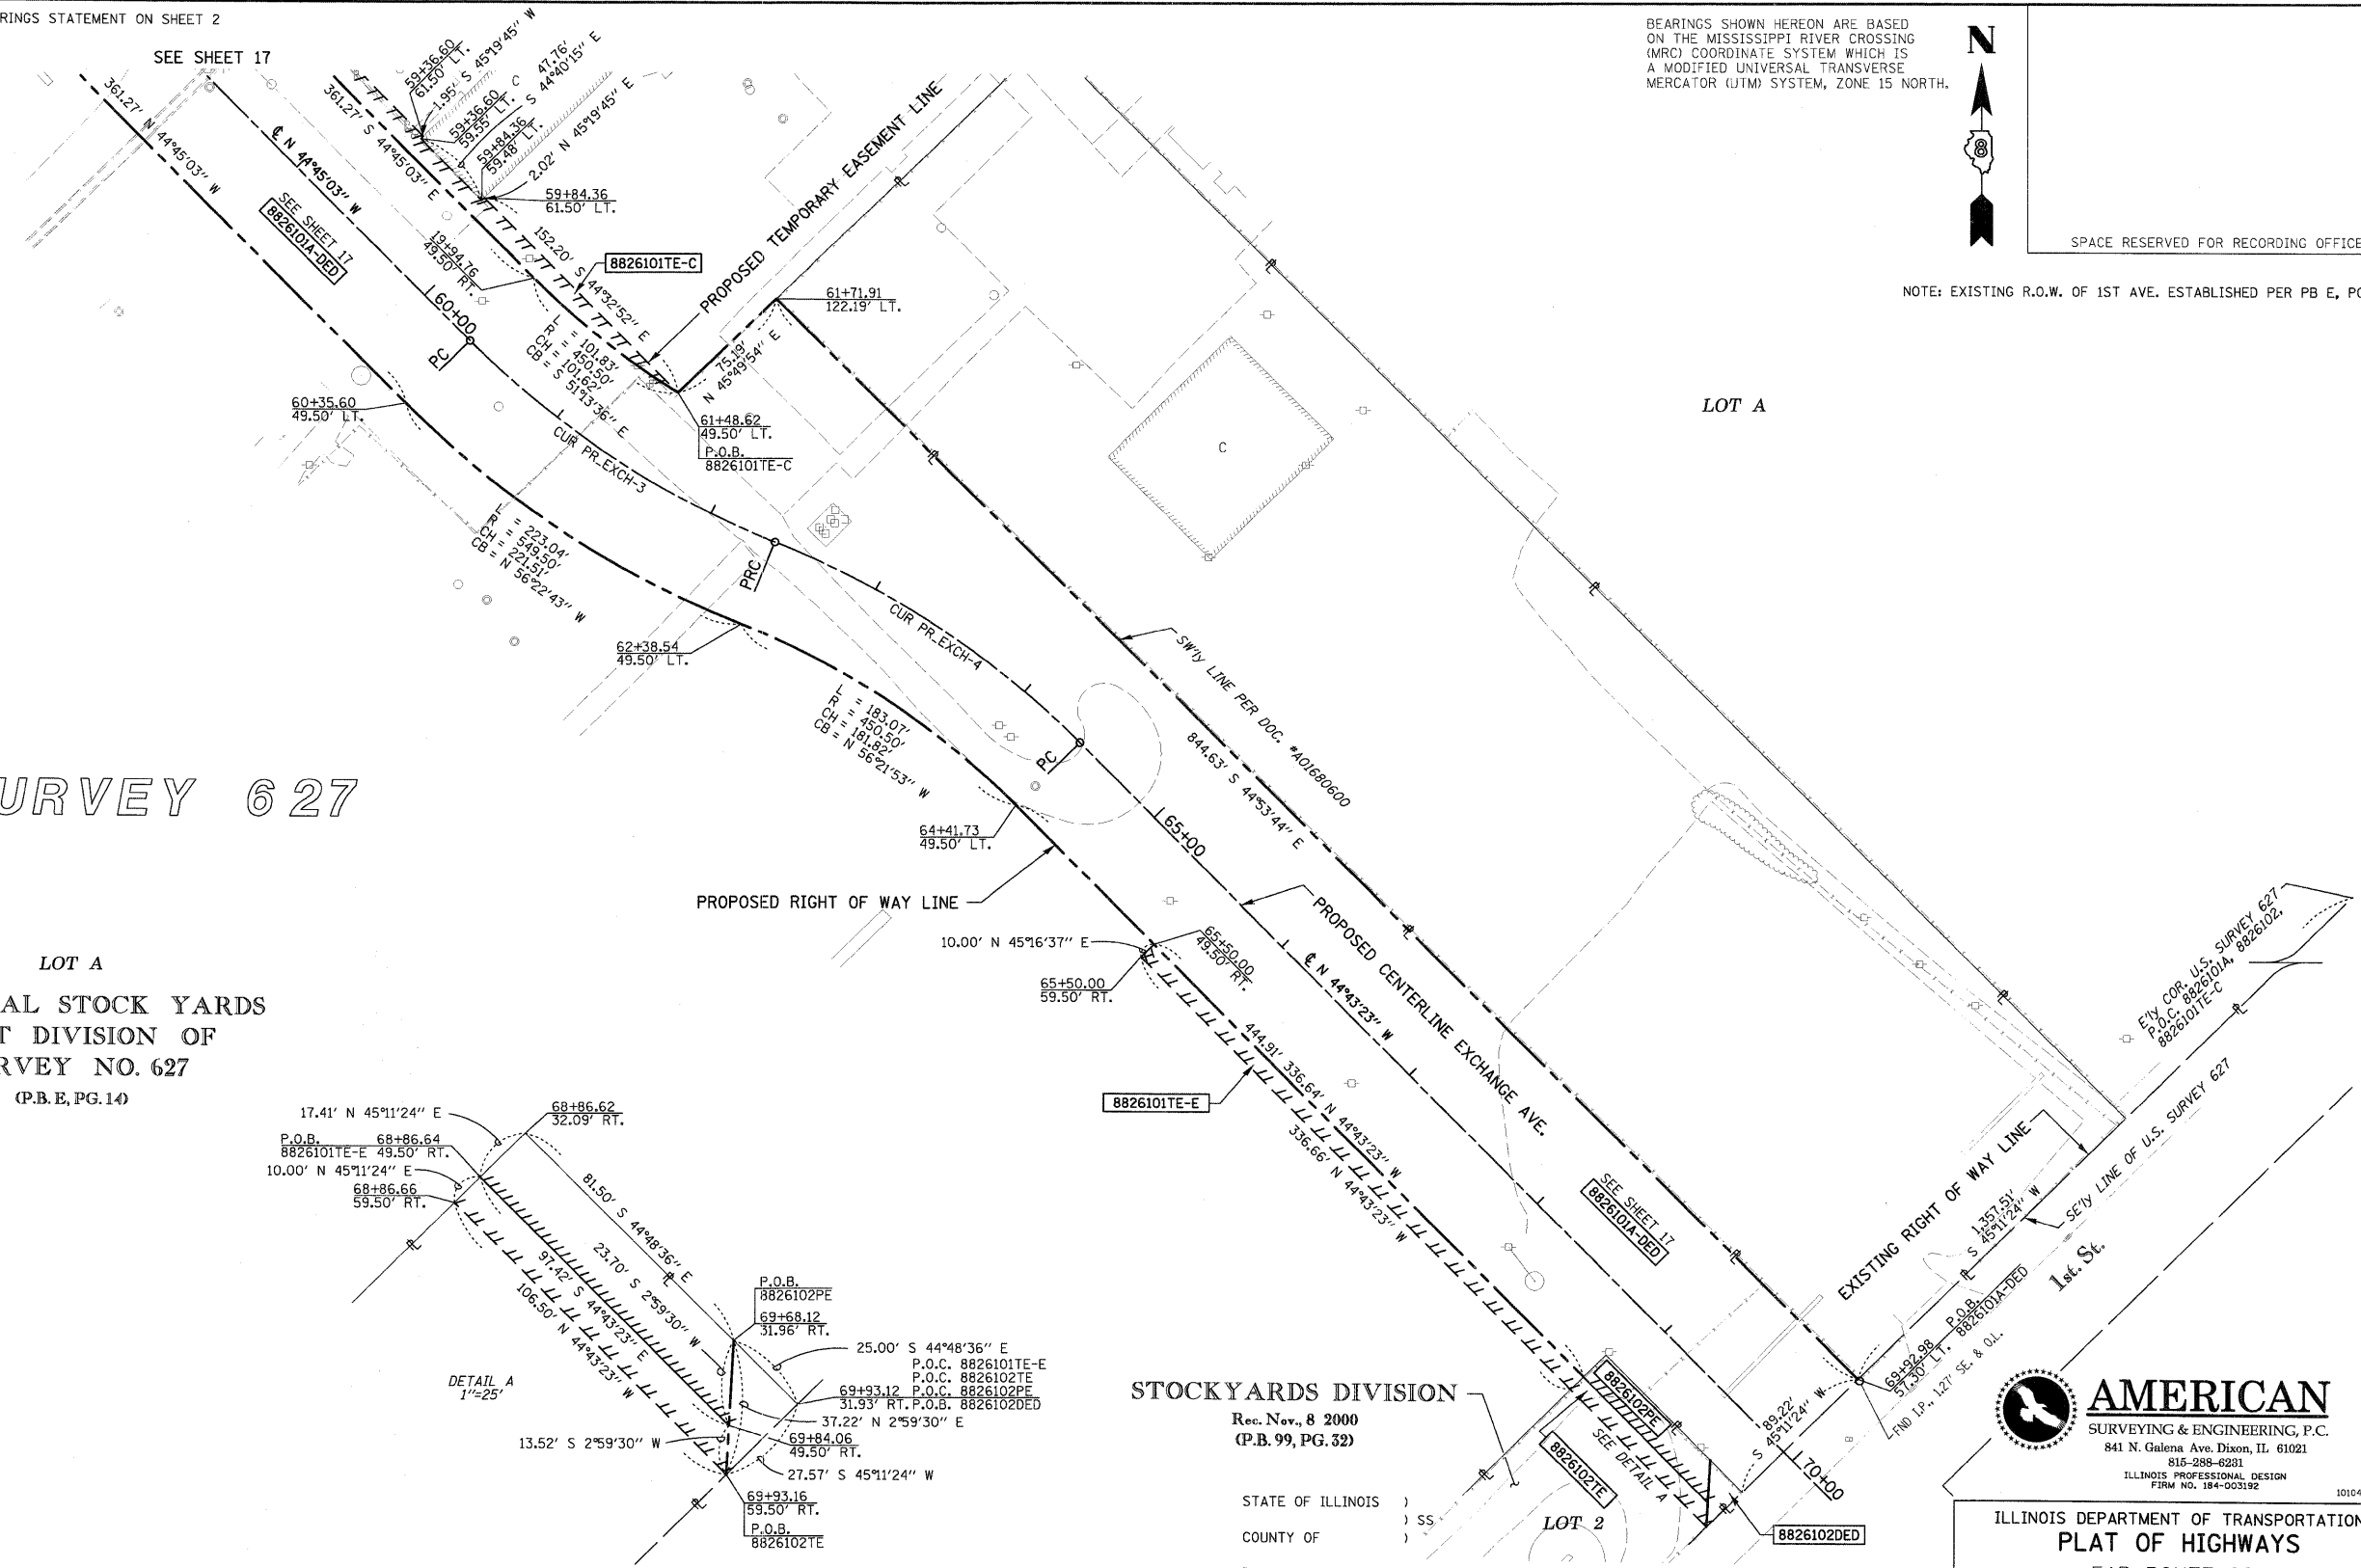 RINGS STATEMENT ON SHEET 2
SEE SHEET 17
BEARINGS SHOWN HEREON ARE BASED
ON THE MISSISSIPPI RIVER CROSSING
(MRC) COORDINATE SYSTEM WHICH IS
A MODIFIED UNIVERSAL TRANSVERSE
MERCATOR (UTM) SYSTEM, ZONE 15 NORTH.
N
8
SPACE RESERVED FOR RECORDING OFFICE
NOTE: EXISTING R.O.W. OF 1ST AVE. ESTABLISHED PER PB E, PG
361.27' N 44°45'03" W
℄ N 44°45'03" W
SEE SHEET 17
8826101A-DED
361.27' S 44°45'03" E
59+36.60
61.50' LT.
1.95' S 45°19'45" W
59+36.60
59.55' LT.
C
47.76'
S 44°40'15" E
59+84.36
59.48' LT.
2.02' N 45°19'45" E
59+84.36
61.50' LT.
19+94.76
49.50' RT.
152.20' S 44°32'52" E
8826101TE-C
PROPOSED TEMPORARY EASEMENT LINE
61+71.91
122.19' LT.
60+00
PC
L = 101.83'
R = 450.50'
CH = 101.62'
CB = S 51°13'36" E
75.19'
N 45°49'54" E
60+35.60
49.50' LT.
61+48.62
49.50' LT.
P.O.B.
8826101TE-C
CUR PR_EXCH-3
LOT A
C
L = 223.04'
R = 549.50'
CH = 221.51'
CB = N 56°22'43" W
PRC
CUR PR_EXCH-4
62+38.54
49.50' LT.
L = 183.07'
R = 450.50'
CH = 181.82'
CB = N 56°21'53" W
SW'ly LINE PER DOC. #A01680600
844.63' S 44°53'44" E
PC
URVEY 627
64+41.73
49.50' LT.
65+00
PROPOSED RIGHT OF WAY LINE
PROPOSED CENTERLINE EXCHANGE AVE.
℄ N 44°43'23" W
10.00' N 45°16'37" E
65+50.00
49.50' RT.
65+50.00
59.50' RT.
E'ly COR. U.S. SURVEY 627
P.O.C. 8826101A, 8826102,
8826101TE-C
LOT A
AL STOCK YARDS
T DIVISION OF
RVEY NO. 627
(P.B. E, PG. 14)
444.91' 336.64' N 44°43'23" W
336.66' N 44°43'23" W
8826101TE-E
SEE SHEET 17
8826101A-DED
EXISTING RIGHT OF WAY LINE
1,357.51'
S 45°11'24" W
SE'ly LINE OF U.S. SURVEY 627
1st. St.
P.O.B.
8826101A-DED
69+92.98
57.30' LT.
FND I.P., 1.27' SE. & O.L.
89.22'
S 45°11'24" W
70+00
17.41' N 45°11'24" E
68+86.62
32.09' RT.
P.O.B. 68+86.64
8826101TE-E 49.50' RT.
10.00' N 45°11'24" E
68+86.66
59.50' RT.
81.50' S 44°48'36" E
23.70' S 2°59'30" W
97.42' S 44°43'23" E
106.50' N 44°43'23" W
P.O.B.
8826102PE
69+68.12
31.96' RT.
25.00' S 44°48'36" E
P.O.C. 8826101TE-E
P.O.C. 8826102TE
69+93.12 P.O.C. 8826102PE
31.93' RT. P.O.B. 8826102DED
37.22' N 2°59'30" E
69+84.06
49.50' RT.
13.52' S 2°59'30" W
27.57' S 45°11'24" W
69+93.16
59.50' RT.
P.O.B.
8826102TE
DETAIL A
1"=25'
STOCKYARDS DIVISION
Rec. Nov., 8 2000
(P.B. 99, PG. 32)
8826102PE
8826102TE
SEE DETAIL A
LOT 2
8826102DED
STATE OF ILLINOIS )
) SS
COUNTY OF )
AMERICAN
SURVEYING & ENGINEERING, P.C.
841 N. Galena Ave. Dixon, IL 61021
815-288-6231
ILLINOIS PROFESSIONAL DESIGN
FIRM NO. 184-003192
10104
ILLINOIS DEPARTMENT OF TRANSPORTATION
PLAT OF HIGHWAYS